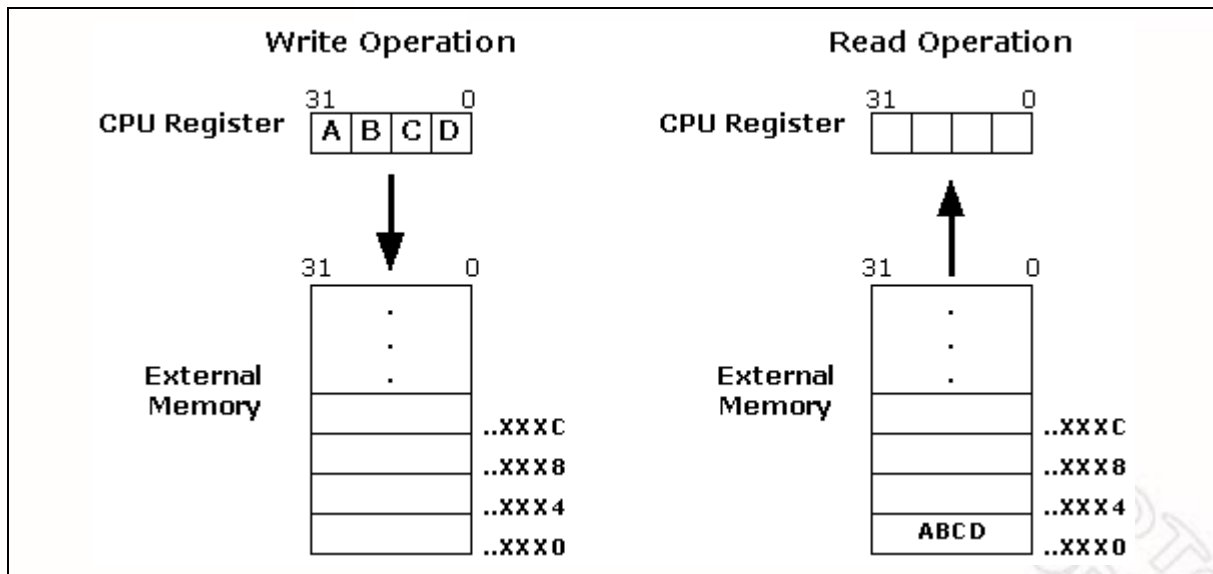 Write Operation Read Operation
31 0 31 0
CPU Register A B C D CPU Register
31 0 31 0
.
.
.
.
.
.
External Memory External Memory
..XXXC ..XXXC
..XXX8 ..XXX8
..XXX4 ..XXX4
ABCD
..XXX0 ..XXX0